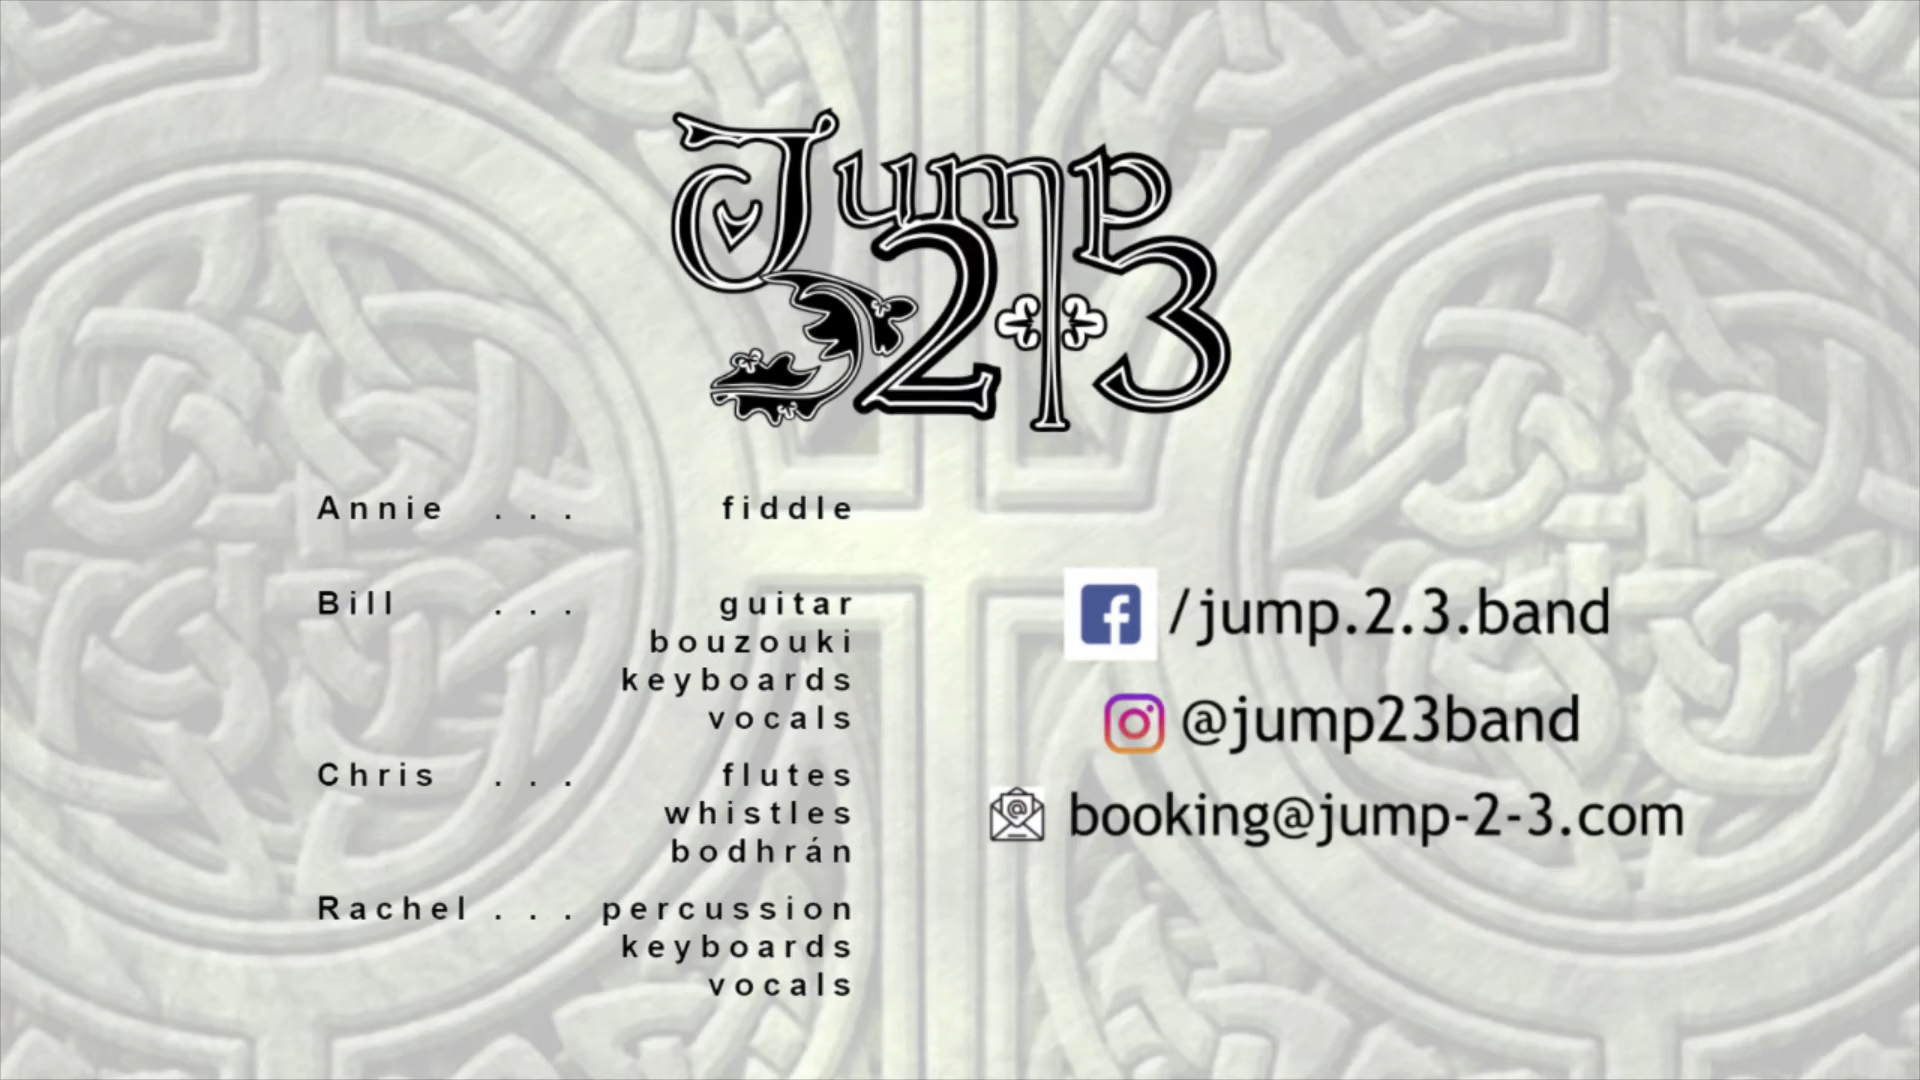 Jump
2 3
Annie ... fiddle
Bill ... guitar
bouzouki
keyboards
vocals
Chris ... flutes
whistles
bodhrán
Rachel ... percussion
keyboards
vocals
/jump.2.3.band
@jump23band
booking@jump-2-3.com